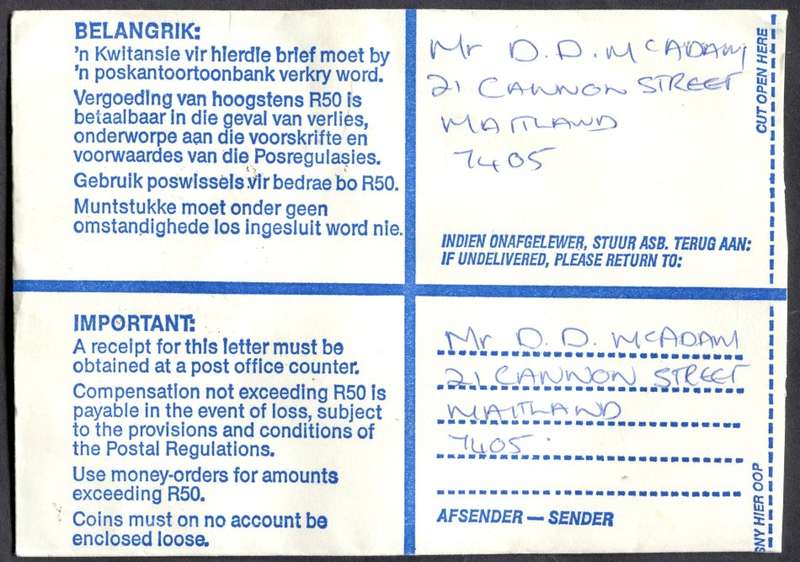 BELANGRIK:
'n Kwitansie vir hierdie brief moet by
'n poskantoortoonbank verkry word.
Vergoeding van hoogstens R50 is
betaalbaar in die geval van verlies,
onderworpe aan die voorskrifte en
voorwaardes van die Posregulasies.
Gebruik poswissels vir bedrae bo R50.
Muntstukke moet onder geen
omstandighede los ingesluit word nie.
Mr D.D. McADAM
21 CANNON STREET
MAITLAND
7405
CUT OPEN HERE
INDIEN ONAFGELEWER, STUUR ASB. TERUG AAN:
IF UNDELIVERED, PLEASE RETURN TO:
IMPORTANT:
A receipt for this letter must be
obtained at a post office counter.
Compensation not exceeding R50 is
payable in the event of loss, subject
to the provisions and conditions of
the Postal Regulations.
Use money-orders for amounts
exceeding R50.
Coins must on no account be
enclosed loose.
Mr D.D. McADAM
21 CANNON STREET
MAITLAND
7405.
AFSENDER — SENDER
SNY HIER OOP